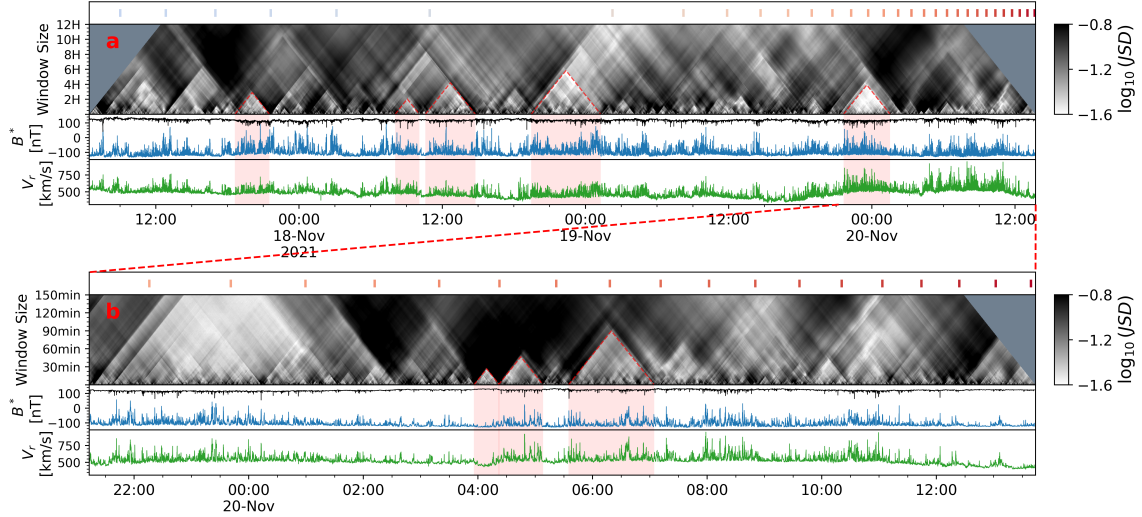 12H
10H
8H
6H
4H
2H
Window Size
a
−0.8
−1.2
−1.6
log10 (JSD)
100
0
−100
B*
[nT]
750
500
Vr
[km/s]
12:00
00:00
12:00
00:00
12:00
00:00
12:00
18-Nov
19-Nov
20-Nov
2021
150min
120min
90min
60min
30min
Window Size
b
−0.8
−1.2
−1.6
log10 (JSD)
100
0
−100
B*
[nT]
750
500
Vr
[km/s]
22:00
00:00
02:00
04:00
06:00
08:00
10:00
12:00
20-Nov